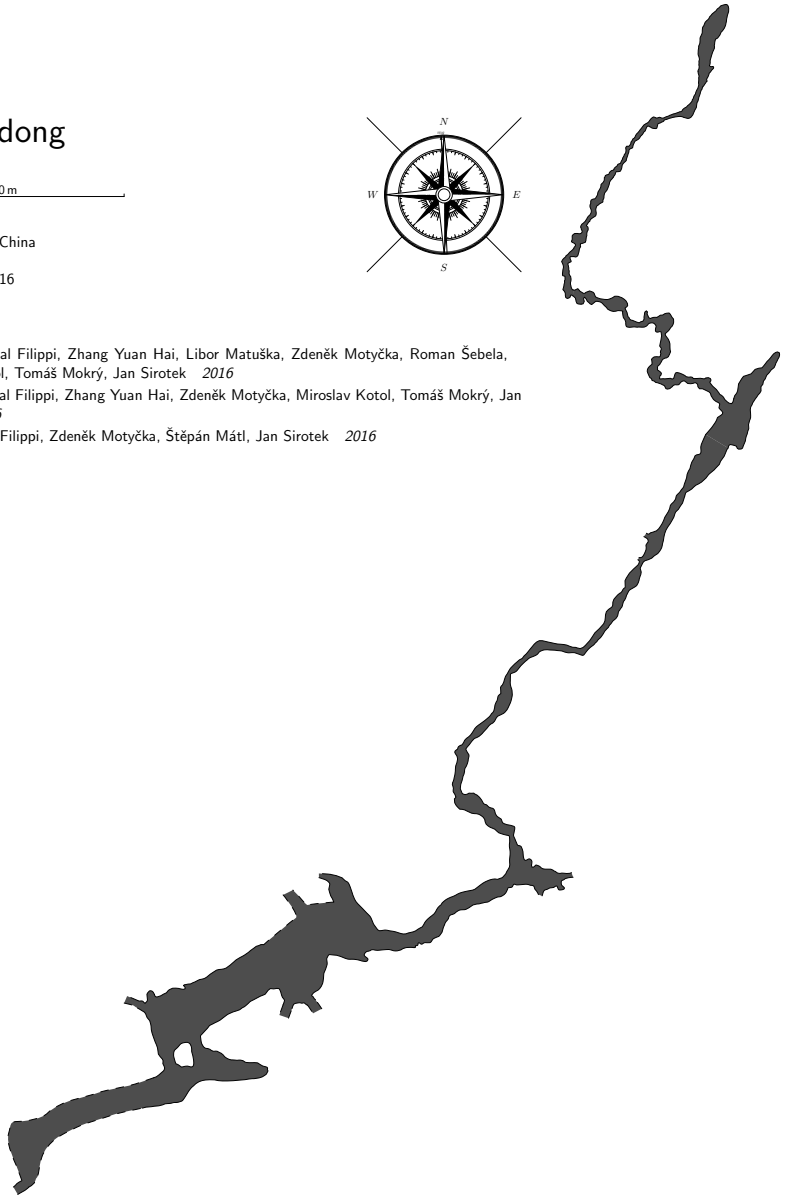 dong
0 m
China
16
al Filippi, Zhang Yuan Hai, Libor Matuška, Zdeněk Motyčka, Roman Šebela,
l, Tomáš Mokrý, Jan Sirotek 2016
al Filippi, Zhang Yuan Hai, Zdeněk Motyčka, Miroslav Kotol, Tomáš Mokrý, Jan
6
Filippi, Zdeněk Motyčka, Štěpán Mátl, Jan Sirotek 2016
N
W E
S